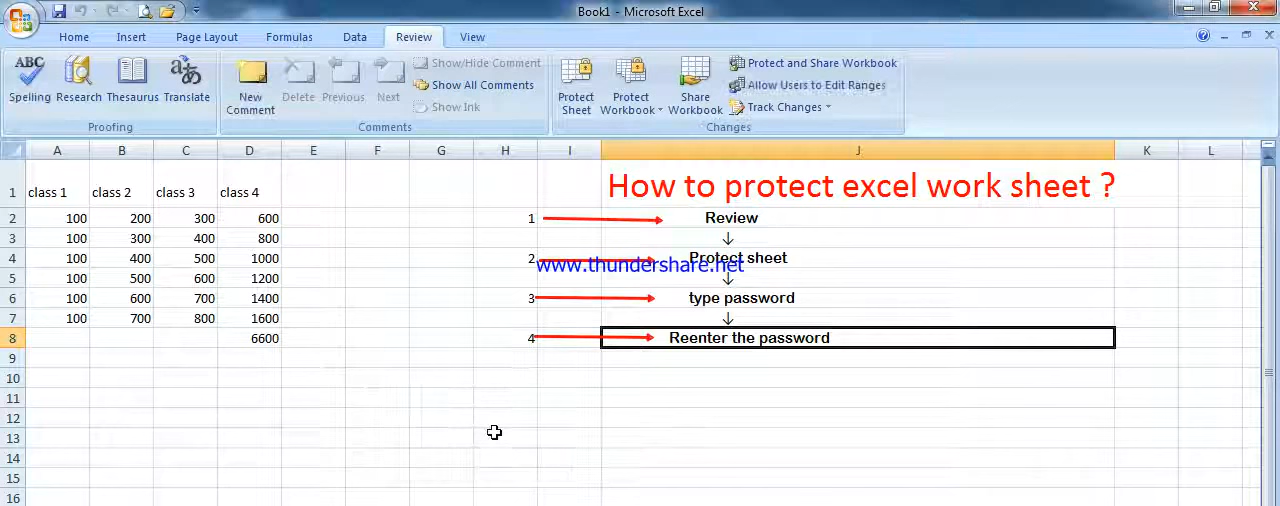 Book1 - Microsoft Excel
Home Insert Page Layout Formulas Data Review View
ABC
Spelling Research Thesaurus Translate
Proofing
New Comment Delete Previous Next
Show/Hide Comment
Show All Comments
Show Ink
Comments
Protect Sheet Protect Workbook Share Workbook
Protect and Share Workbook
Allow Users to Edit Ranges
Track Changes
Changes
A B C D E F G H I J K L
1 class 1 class 2 class 3 class 4 How to protect excel work sheet ?
2 100 200 300 600 1 Review
3 100 300 400 800 ↓
4 100 400 500 1000 2 Protect sheet
www.thundershare.net
5 100 500 600 1200 ↓
6 100 600 700 1400 3 type password
7 100 700 800 1600 ↓
8 6600 4 Reenter the password
9
10
11
12
13
14
15
16